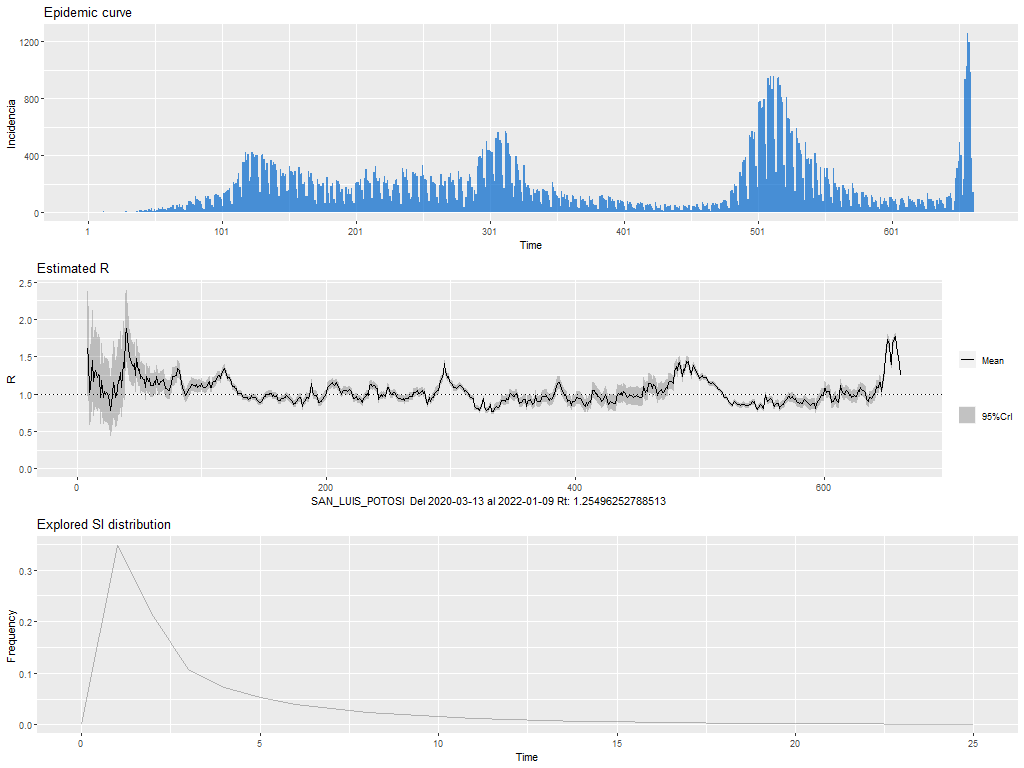 Epidemic curve
1200
800
400
0
Incidencia
1 101 201 301 401 501 601
Time
Estimated R
2.5
2.0
1.5
1.0
0.5
0.0
R
Mean
95%CrI
0 200 400 600
SAN_LUIS_POTOSI Del 2020-03-13 al 2022-01-09 Rt: 1.25496252788513
Explored SI distribution
0.3
0.2
0.1
0.0
Frequency
0 5 10 15 20 25
Time